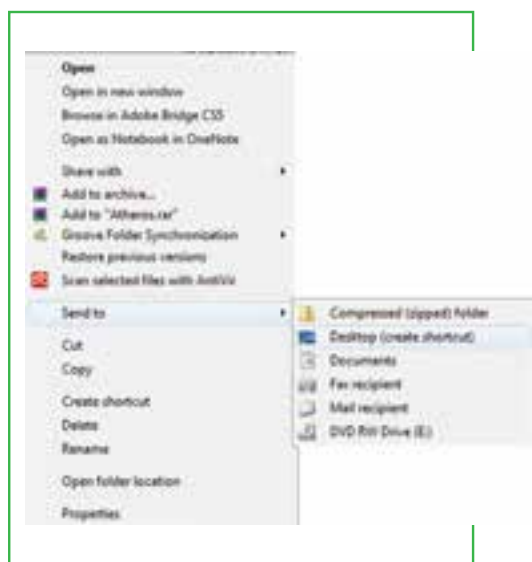 Open
Open in new window
Browse in Adobe Bridge CS5
Open as Notebook in OneNote
Share with
Add to archive...
Add to "Atheros.rar"
Groove Folder Synchronization
Restore previous versions
Scan selected files with AntiVir
Send to
Compressed (zipped) folder
Desktop (create shortcut)
Documents
Fax recipient
Mail recipient
DVD RW Drive (E:)
Cut
Copy
Create shortcut
Delete
Rename
Open folder location
Properties